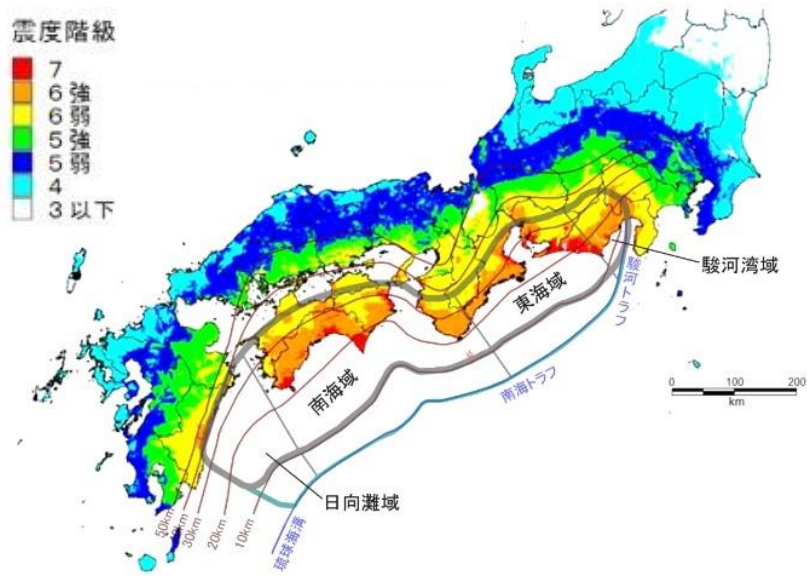 震度階級
7
6強
6弱
5強
5弱
4
3以下
駿河湾域
駿河トラフ
東海域
南海トラフ
南海域
日向灘域
琉球海溝
50km
30km
20km
10km
0 100 200
km